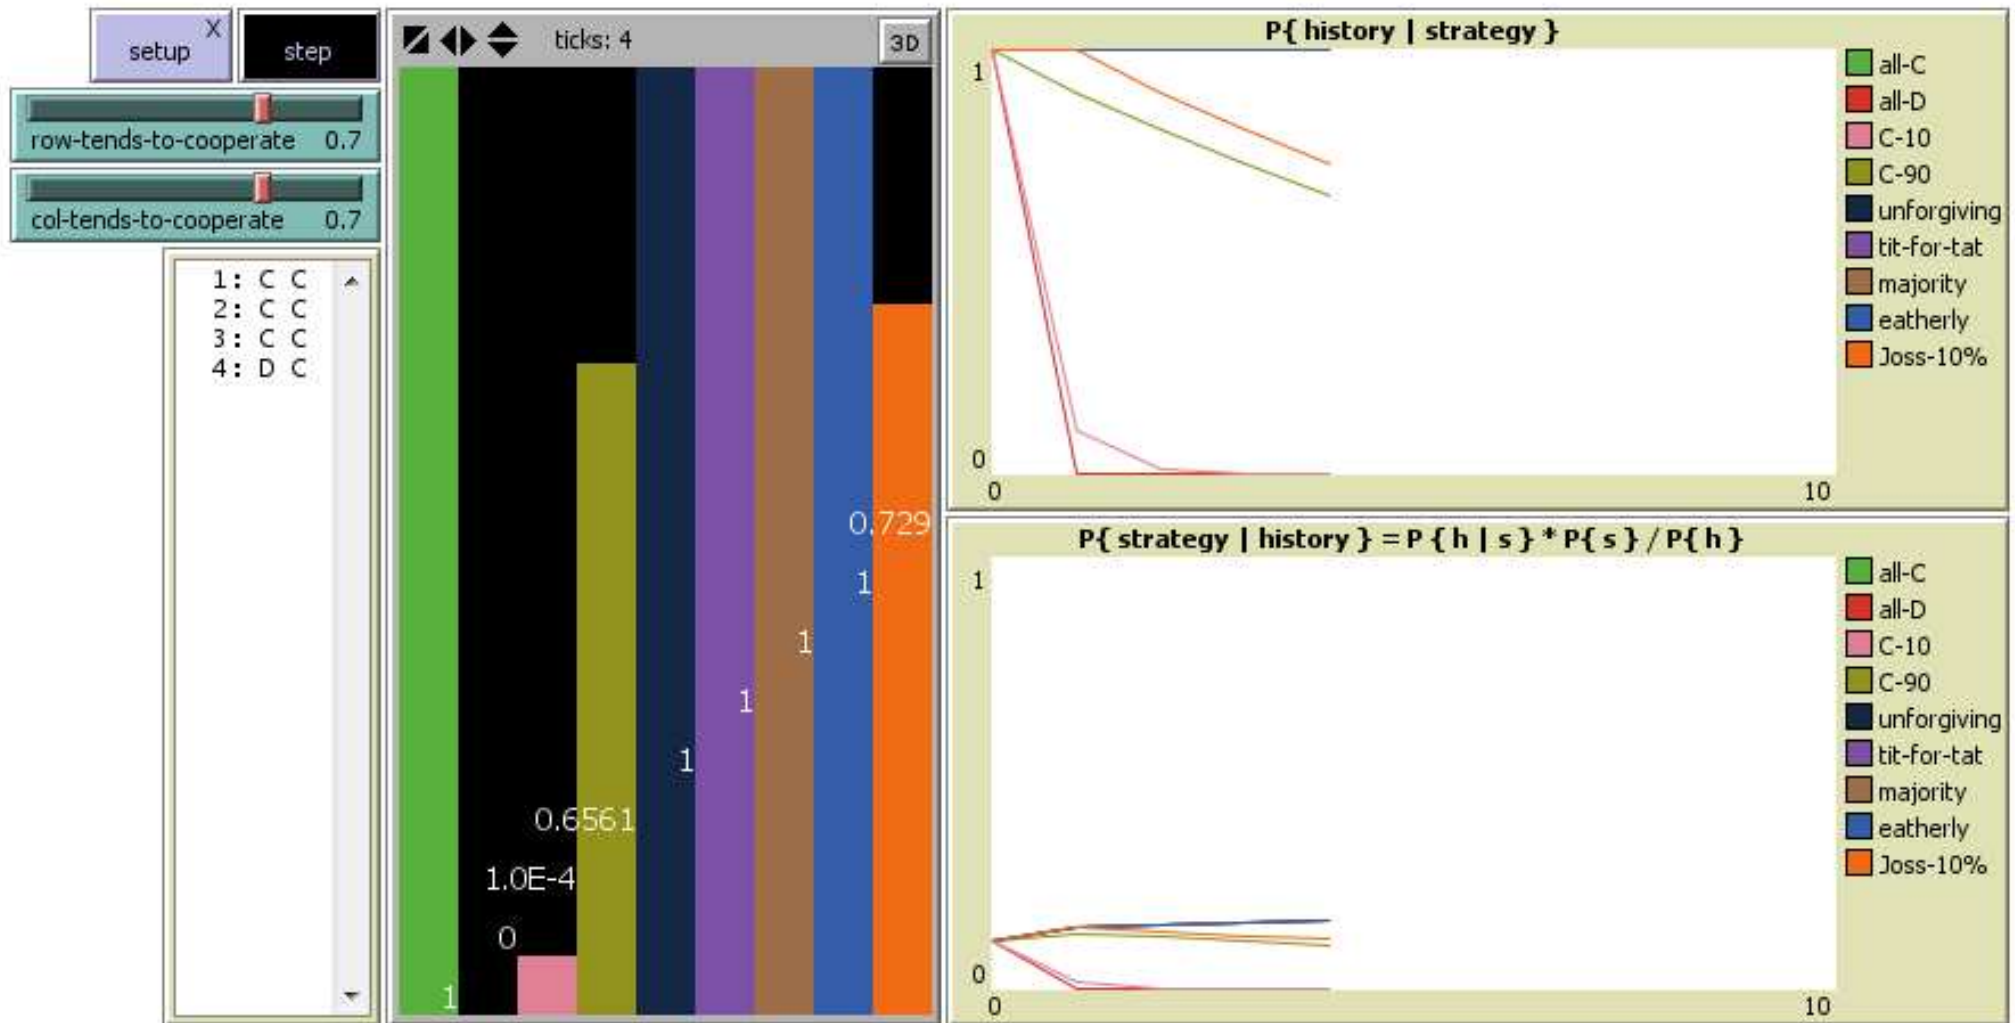 setup X
step
row-tends-to-cooperate 0.7
col-tends-to-cooperate 0.7
1: C C
2: C C
3: C C
4: D C
ticks: 4
3D
0.729
1
1
1
1
0.6561
1.0E-4
0
1
P{ history | strategy }
1
0
0
10
all-C
all-D
C-10
C-90
unforgiving
tit-for-tat
majority
eatherly
Joss-10%
P{ strategy | history } = P { h | s } * P{ s } / P{ h }
1
0
0
10
all-C
all-D
C-10
C-90
unforgiving
tit-for-tat
majority
eatherly
Joss-10%